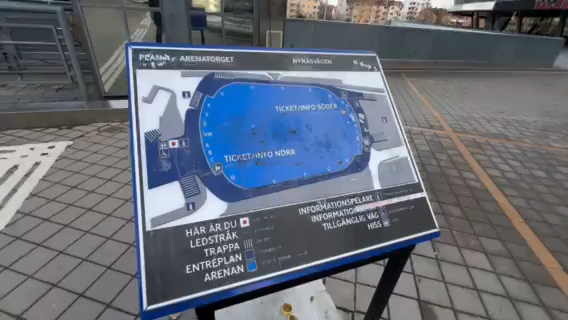 ARENATORGET
NYNÄSVÄGEN
TICKET/INFO SÖDER
TICKET/INFO NORR
HÄR ÄR DU
LEDSTRÅK
TRAPPA
ENTRÉPLAN
ARENAN
INFORMATIONSPELARE
TILLGÄNGLIG VÄG
HISS